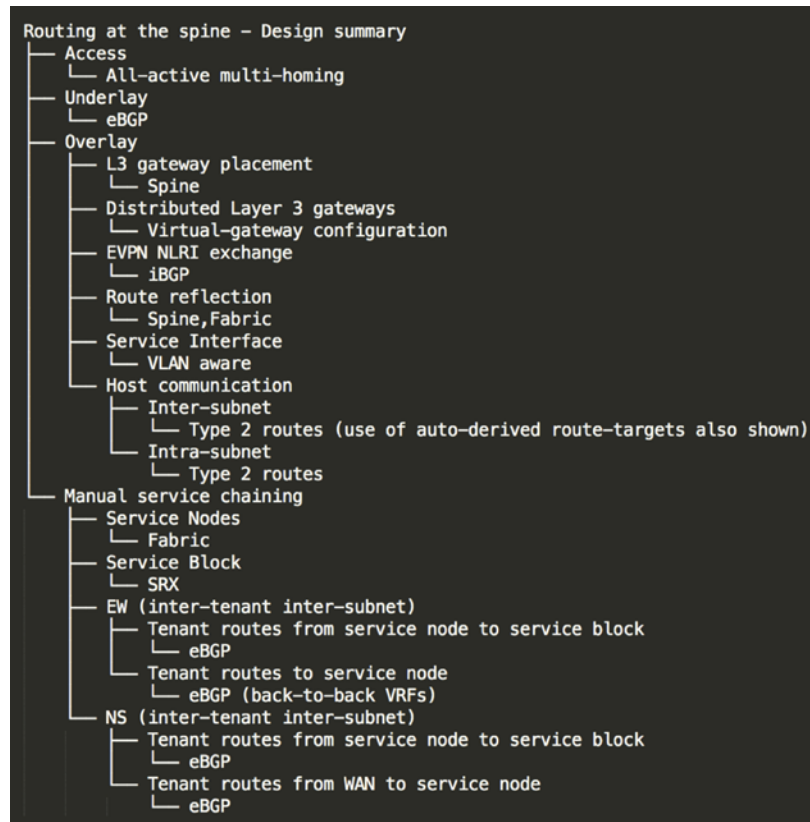 Routing at the spine – Design summary
├── Access
│   └── All-active multi-homing
├── Underlay
│   └── eBGP
├── Overlay
│   ├── L3 gateway placement
│   │   └── Spine
│   ├── Distributed Layer 3 gateways
│   │   └── Virtual-gateway configuration
│   ├── EVPN NLRI exchange
│   │   └── iBGP
│   ├── Route reflection
│   │   └── Spine,Fabric
│   ├── Service Interface
│   │   └── VLAN aware
│   └── Host communication
│       ├── Inter-subnet
│       │   └── Type 2 routes (use of auto-derived route-targets also shown)
│       └── Intra-subnet
│           └── Type 2 routes
└── Manual service chaining
    ├── Service Nodes
    │   └── Fabric
    ├── Service Block
    │   └── SRX
    ├── EW (inter-tenant inter-subnet)
    │   ├── Tenant routes from service node to service block
    │   │   └── eBGP
    │   └── Tenant routes to service node
    │       └── eBGP (back-to-back VRFs)
    └── NS (inter-tenant inter-subnet)
        ├── Tenant routes from service node to service block
        │   └── eBGP
        └── Tenant routes from WAN to service node
            └── eBGP